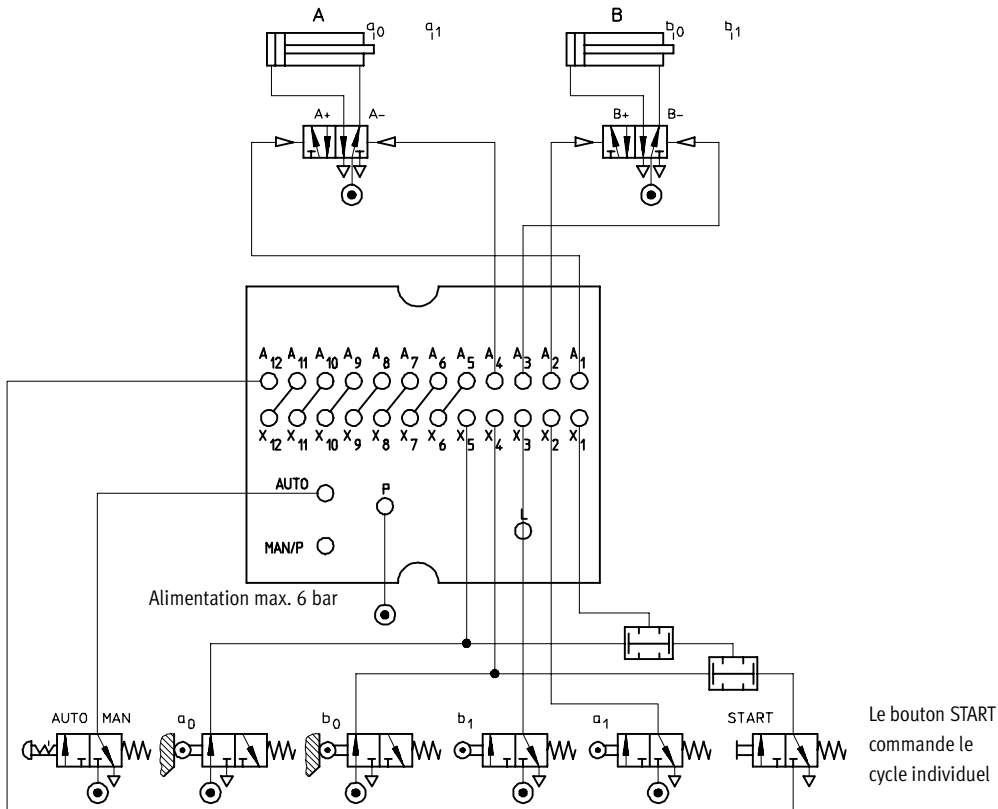 A a0 a1 B b0 b1
A+ A- B+ B-
A12 A11 A10 A9 A8 A7 A6 A5 A4 A3 A2 A1
X12 X11 X10 X9 X8 X7 X6 X5 X4 X3 X2 X1
AUTO P L
MAN/P
Alimentation max. 6 bar
AUTO MAN a0 b0 b1 a1 START
Le bouton START
commande le
cycle individuel